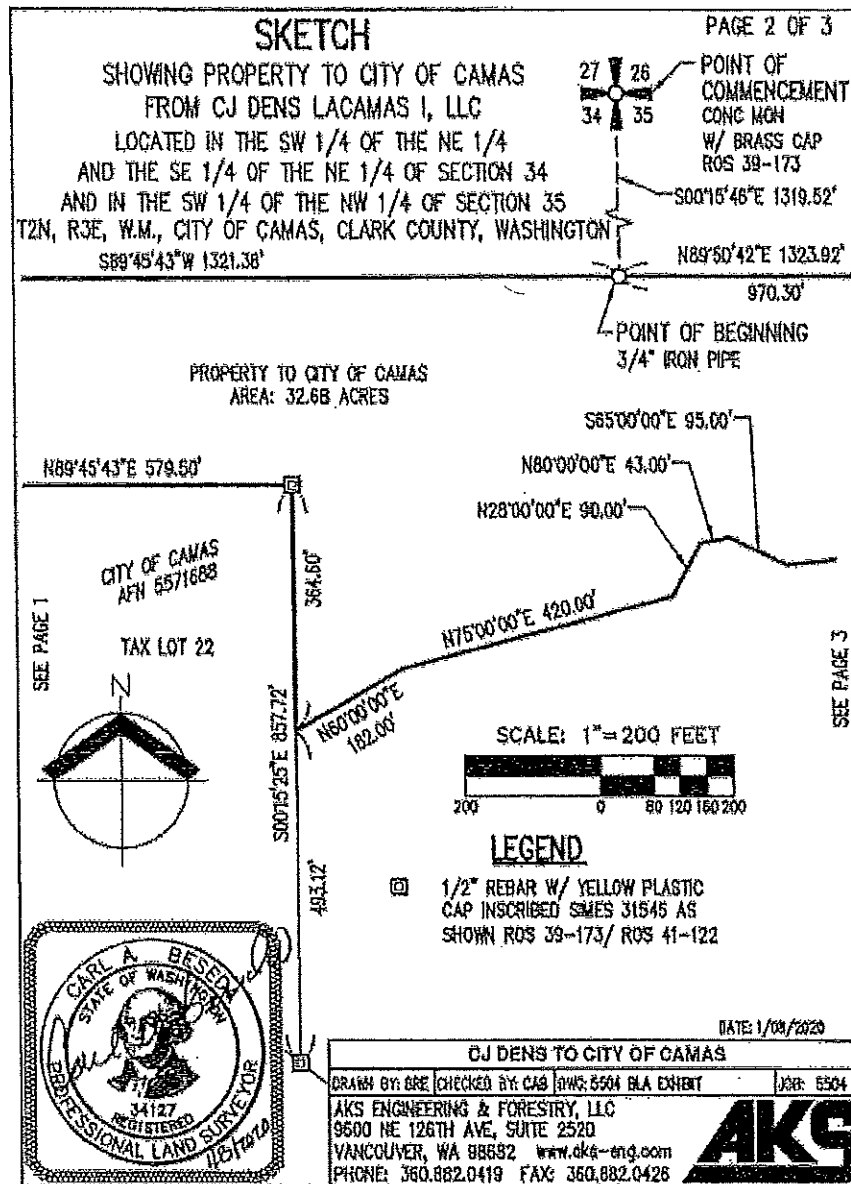 SKETCH
PAGE 2 OF 3
SHOWING PROPERTY TO CITY OF CAMAS
FROM CJ DENS LACAMAS I, LLC
LOCATED IN THE SW 1/4 OF THE NE 1/4
AND THE SE 1/4 OF THE NE 1/4 OF SECTION 34
AND IN THE SW 1/4 OF THE NW 1/4 OF SECTION 35
T2N, R3E, W.M., CITY OF CAMAS, CLARK COUNTY, WASHINGTON
27 26
34 35
POINT OF
COMMENCEMENT
CONC MON
W/ BRASS CAP
ROS 39-173
S00°15'46"E 1319.52'
S89°45'43"W 1321.36'
N89°50'42"E 1323.92'
970.30'
POINT OF BEGINNING
3/4" IRON PIPE
PROPERTY TO CITY OF CAMAS
AREA: 32.68 ACRES
S65°00'00"E 95.00'
N80°00'00"E 43.00'
N28°00'00"E 90.00'
N89°45'43"E 579.50'
CITY OF CAMAS
AFN 5571688
TAX LOT 22
SEE PAGE 1
364.60'
N75°00'00"E 420.00'
N60°00'00"E
182.00'
S00°15'25"E 857.72'
493.12'
SEE PAGE 3
N
SCALE: 1"=200 FEET
200 0 80 120 160 200
LEGEND
1/2" REBAR W/ YELLOW PLASTIC
CAP INSCRIBED SMES 31545 AS
SHOWN ROS 39-173/ ROS 41-122
CARL A. BESEDA
STATE OF WASHINGTON
34127
REGISTERED
PROFESSIONAL LAND SURVEYOR
1/8/2020
DATE: 1/08/2020
CJ DENS TO CITY OF CAMAS
DRAWN BY: BRE CHECKED BY: CAB DWG: 5504 BLA EXHIBIT JOB: 5504
AKS ENGINEERING & FORESTRY, LLC
9600 NE 126TH AVE, SUITE 2520
VANCOUVER, WA 98682 www.aks-eng.com
PHONE: 360.882.0419 FAX: 360.882.0426
AKS